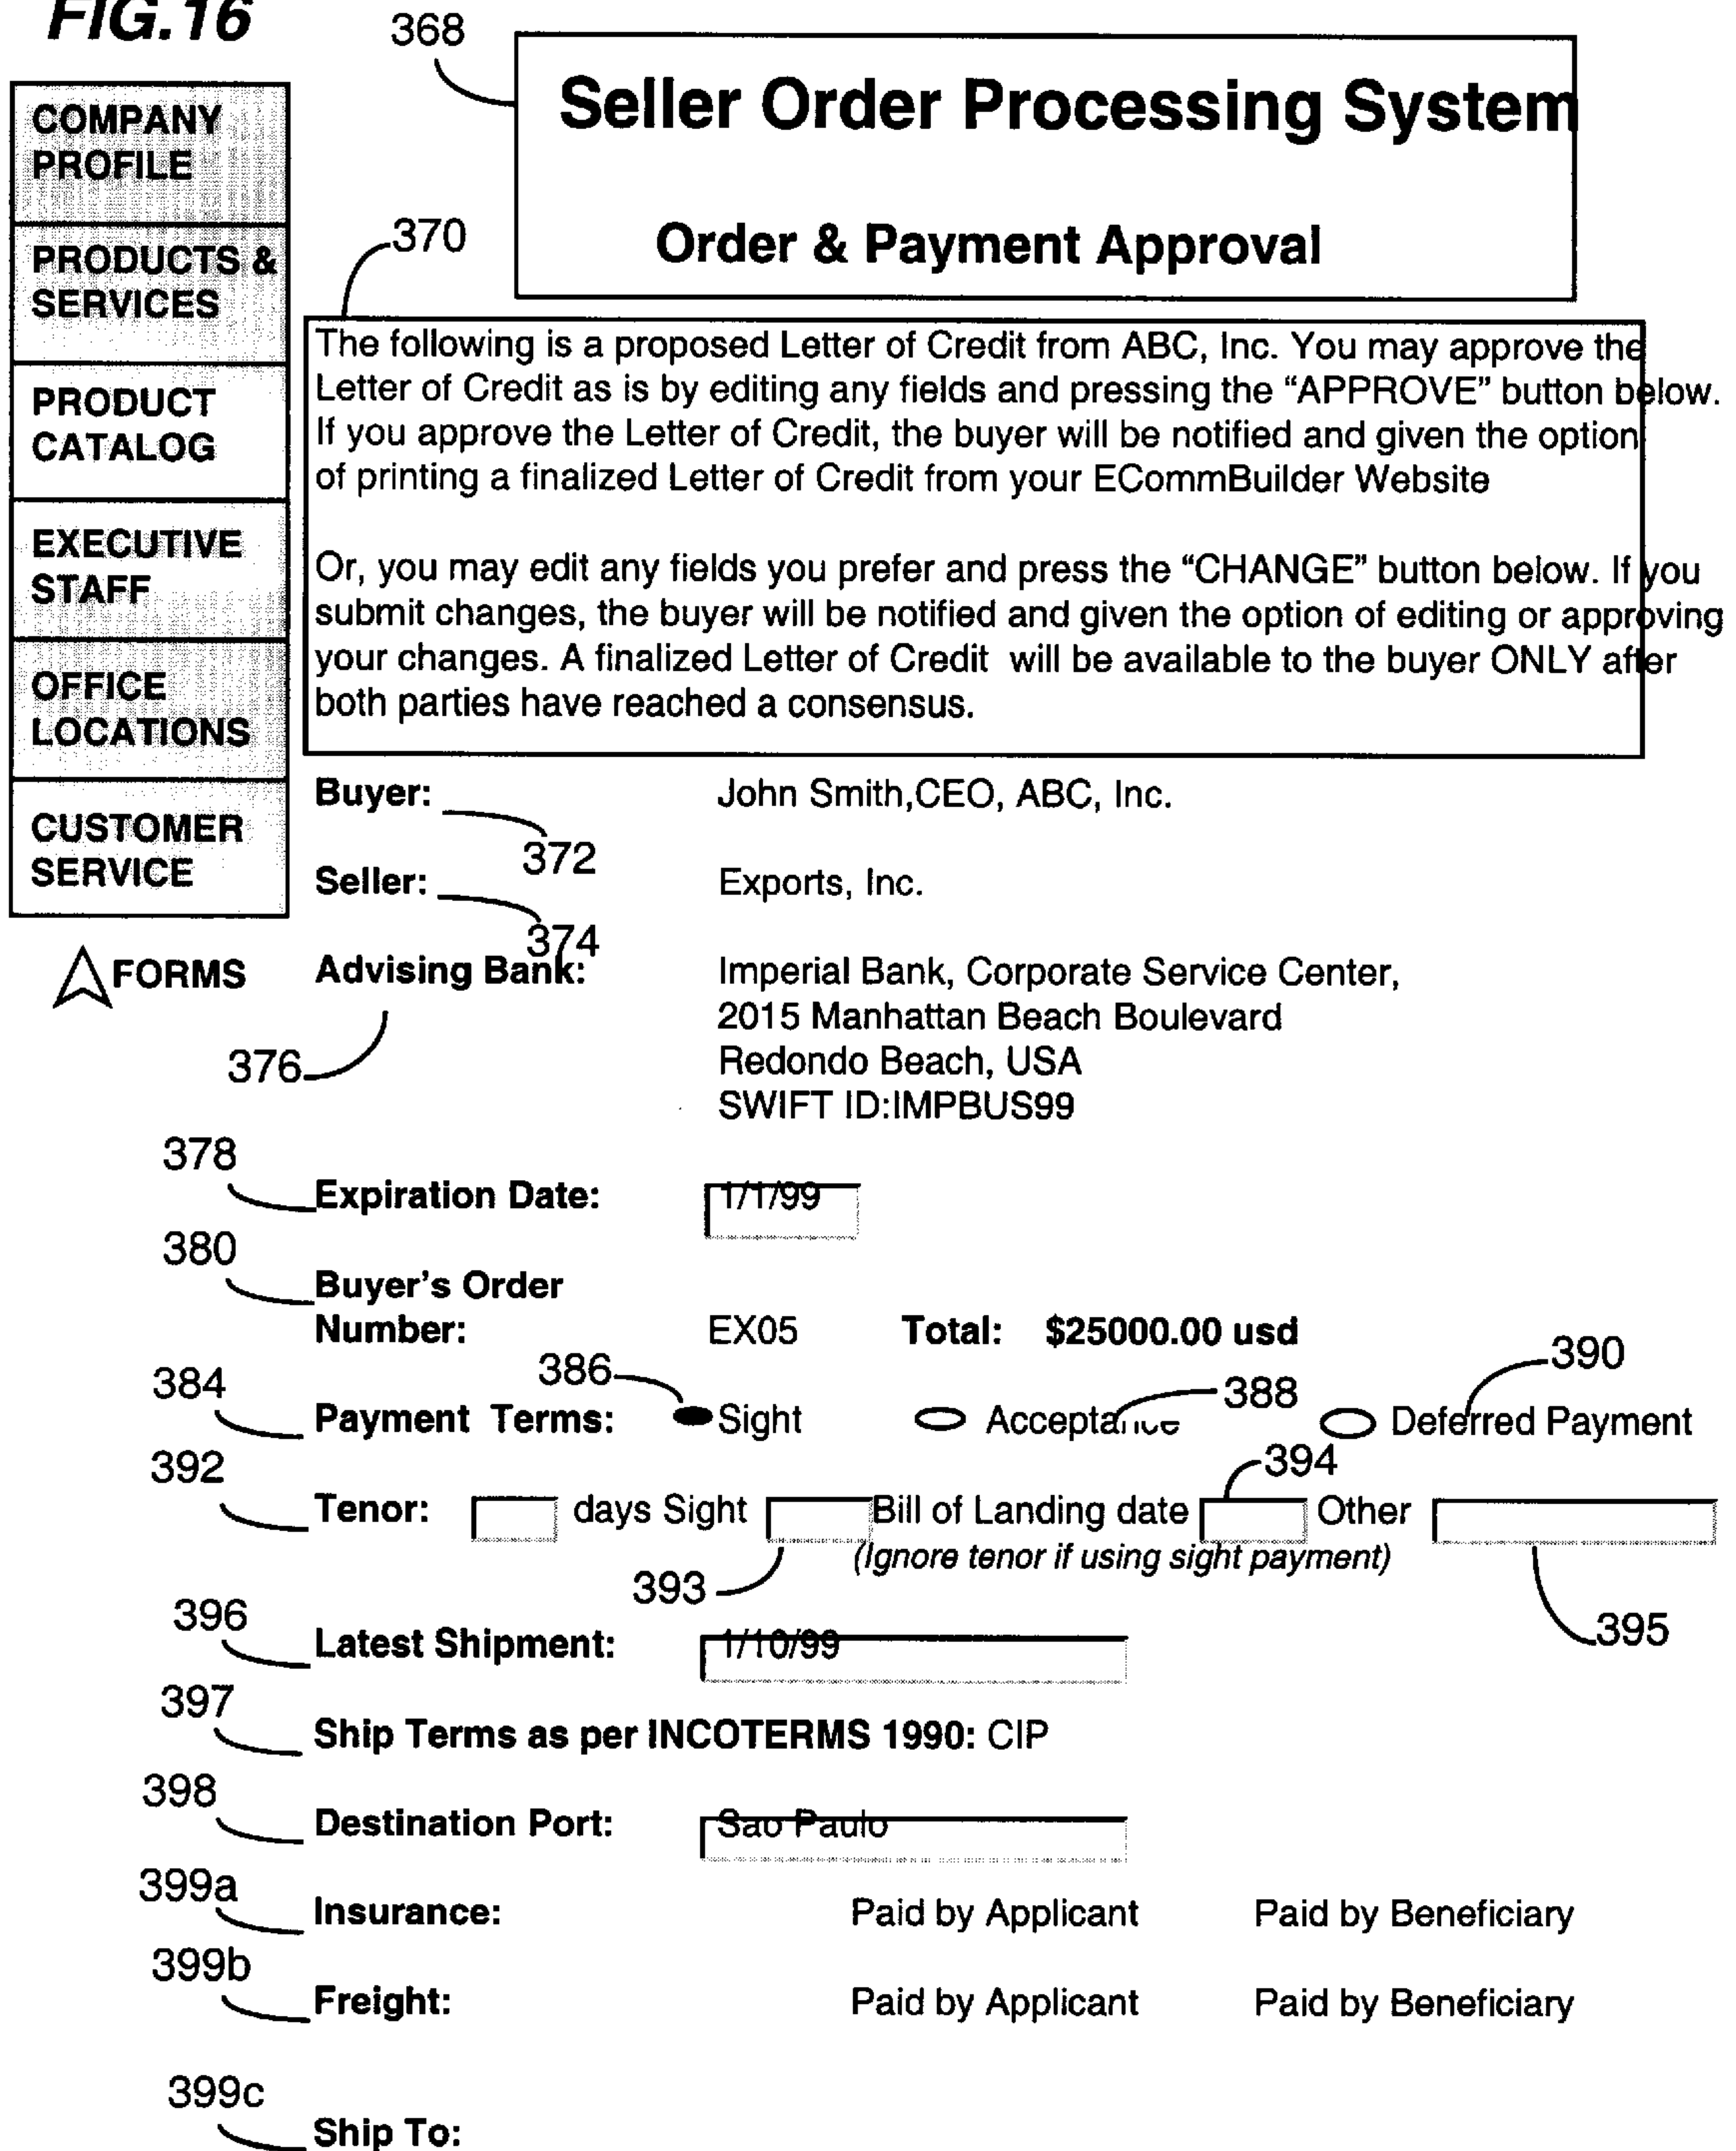 FIG. 16
368
Seller Order Processing System
Order & Payment Approval
COMPANY
PROFILE
PRODUCTS &
SERVICES
PRODUCT
CATALOG
EXECUTIVE
STAFF
OFFICE
LOCATIONS
CUSTOMER
SERVICE
FORMS
370
The following is a proposed Letter of Credit from ABC, Inc. You may approve the
Letter of Credit as is by editing any fields and pressing the “APPROVE” button below.
If you approve the Letter of Credit, the buyer will be notified and given the option
of printing a finalized Letter of Credit from your ECommBuilder Website
Or, you may edit any fields you prefer and press the “CHANGE” button below. If you
submit changes, the buyer will be notified and given the option of editing or approving
your changes. A finalized Letter of Credit will be available to the buyer ONLY after
both parties have reached a consensus.
Buyer: John Smith,CEO, ABC, Inc.
372
Seller: Exports, Inc.
374
Advising Bank: Imperial Bank, Corporate Service Center,
2015 Manhattan Beach Boulevard
376 Redondo Beach, USA
SWIFT ID:IMPBUS99
378
Expiration Date: 1/1/99
380
Buyer's Order
Number: EX05 Total: $25000.00 usd
384 386 388 390
Payment Terms: Sight Acceptance Deferred Payment
392 394
Tenor: days Sight Bill of Landing date Other
(Ignore tenor if using sight payment)
393 395
396
Latest Shipment: 1/10/99
397
Ship Terms as per INCOTERMS 1990: CIP
398
Destination Port: Sao Paulo
399a
Insurance: Paid by Applicant Paid by Beneficiary
399b
Freight: Paid by Applicant Paid by Beneficiary
399c
Ship To: